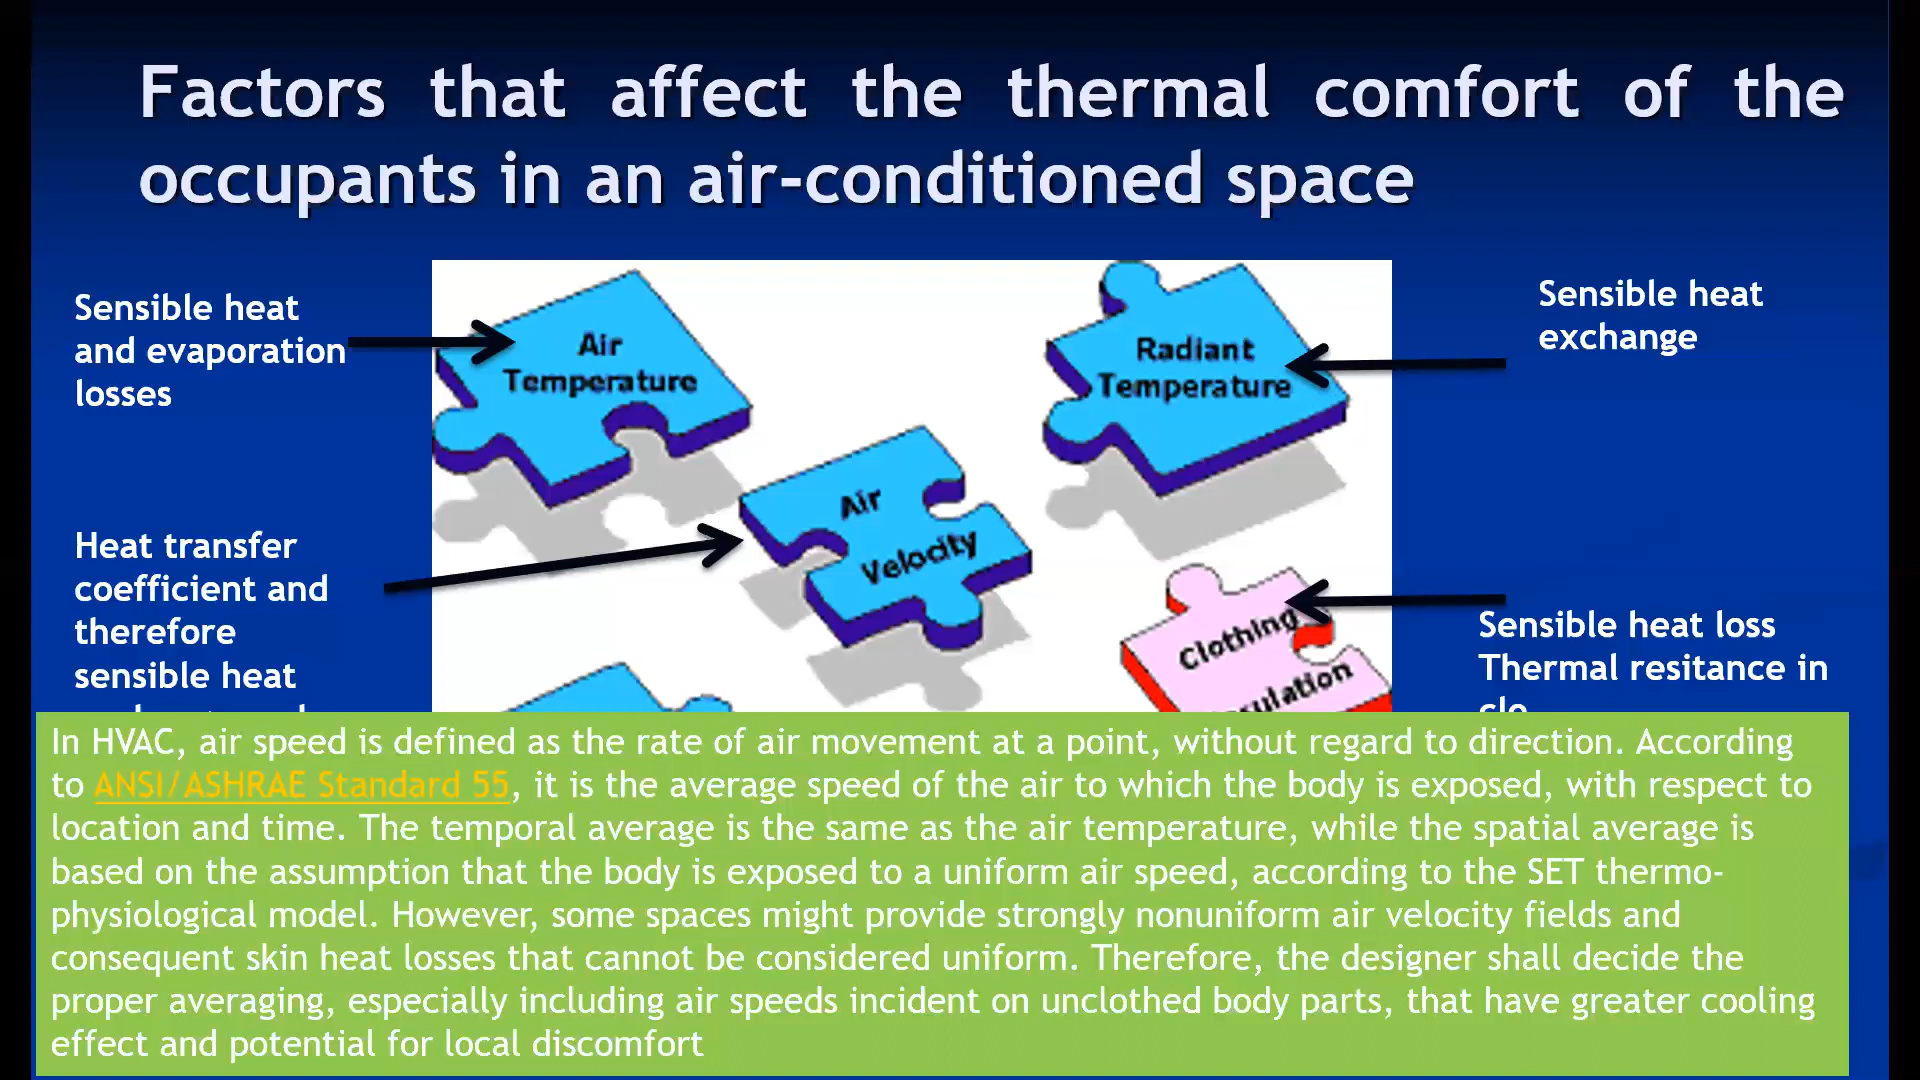 Factors that affect the thermal comfort of the
occupants in an air-conditioned space
Sensible heat
and evaporation
losses
Air
Temperature
Radiant
Temperature
Sensible heat
exchange
Heat transfer
coefficient and
therefore
sensible heat
Air
Velocity
Clothing
Sensible heat loss
Thermal resitance in
clo
In HVAC, air speed is defined as the rate of air movement at a point, without regard to direction. According
to ANSI/ASHRAE Standard 55, it is the average speed of the air to which the body is exposed, with respect to
location and time. The temporal average is the same as the air temperature, while the spatial average is
based on the assumption that the body is exposed to a uniform air speed, according to the SET thermo-
physiological model. However, some spaces might provide strongly nonuniform air velocity fields and
consequent skin heat losses that cannot be considered uniform. Therefore, the designer shall decide the
proper averaging, especially including air speeds incident on unclothed body parts, that have greater cooling
effect and potential for local discomfort